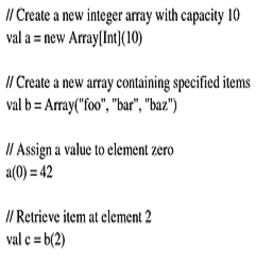 // Create a new integer array with capacity 10
val a = new Array[Int](10)
// Create a new array containing specified items
val b = Array("foo", "bar", "baz")
// Assign a value to element zero
a(0) = 42
// Retrieve item at element 2
val c = b(2)